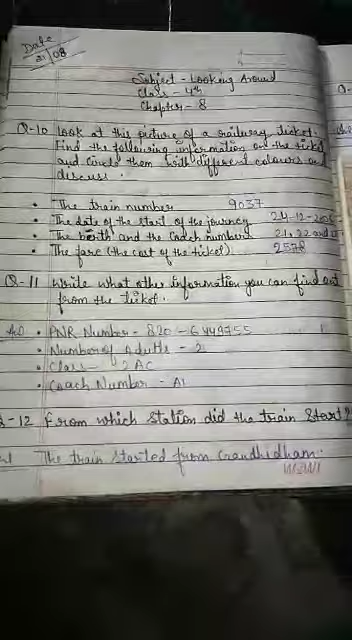 Date
21/08
Subject - Looking Around
Class - 4th
Chapter - 8
Q-10 Look at this picture of a railway ticket.
Find the following information on the ticket
and circle them with different colours and
discuss.
• The train number 9037
• The date of the start of the journey 24-12-
• The berth and the coach numbers 21, 22 and
• The fare (the cost of the ticket) 2578
Q-11 Write what other information you can find out
from the ticket.
• PNR Number - 820-6449755
• Number of Adults - 2
• Class - 2AC
• Coach Number - A1
-12 From which station did the train start?
The train started from Gandhidham.